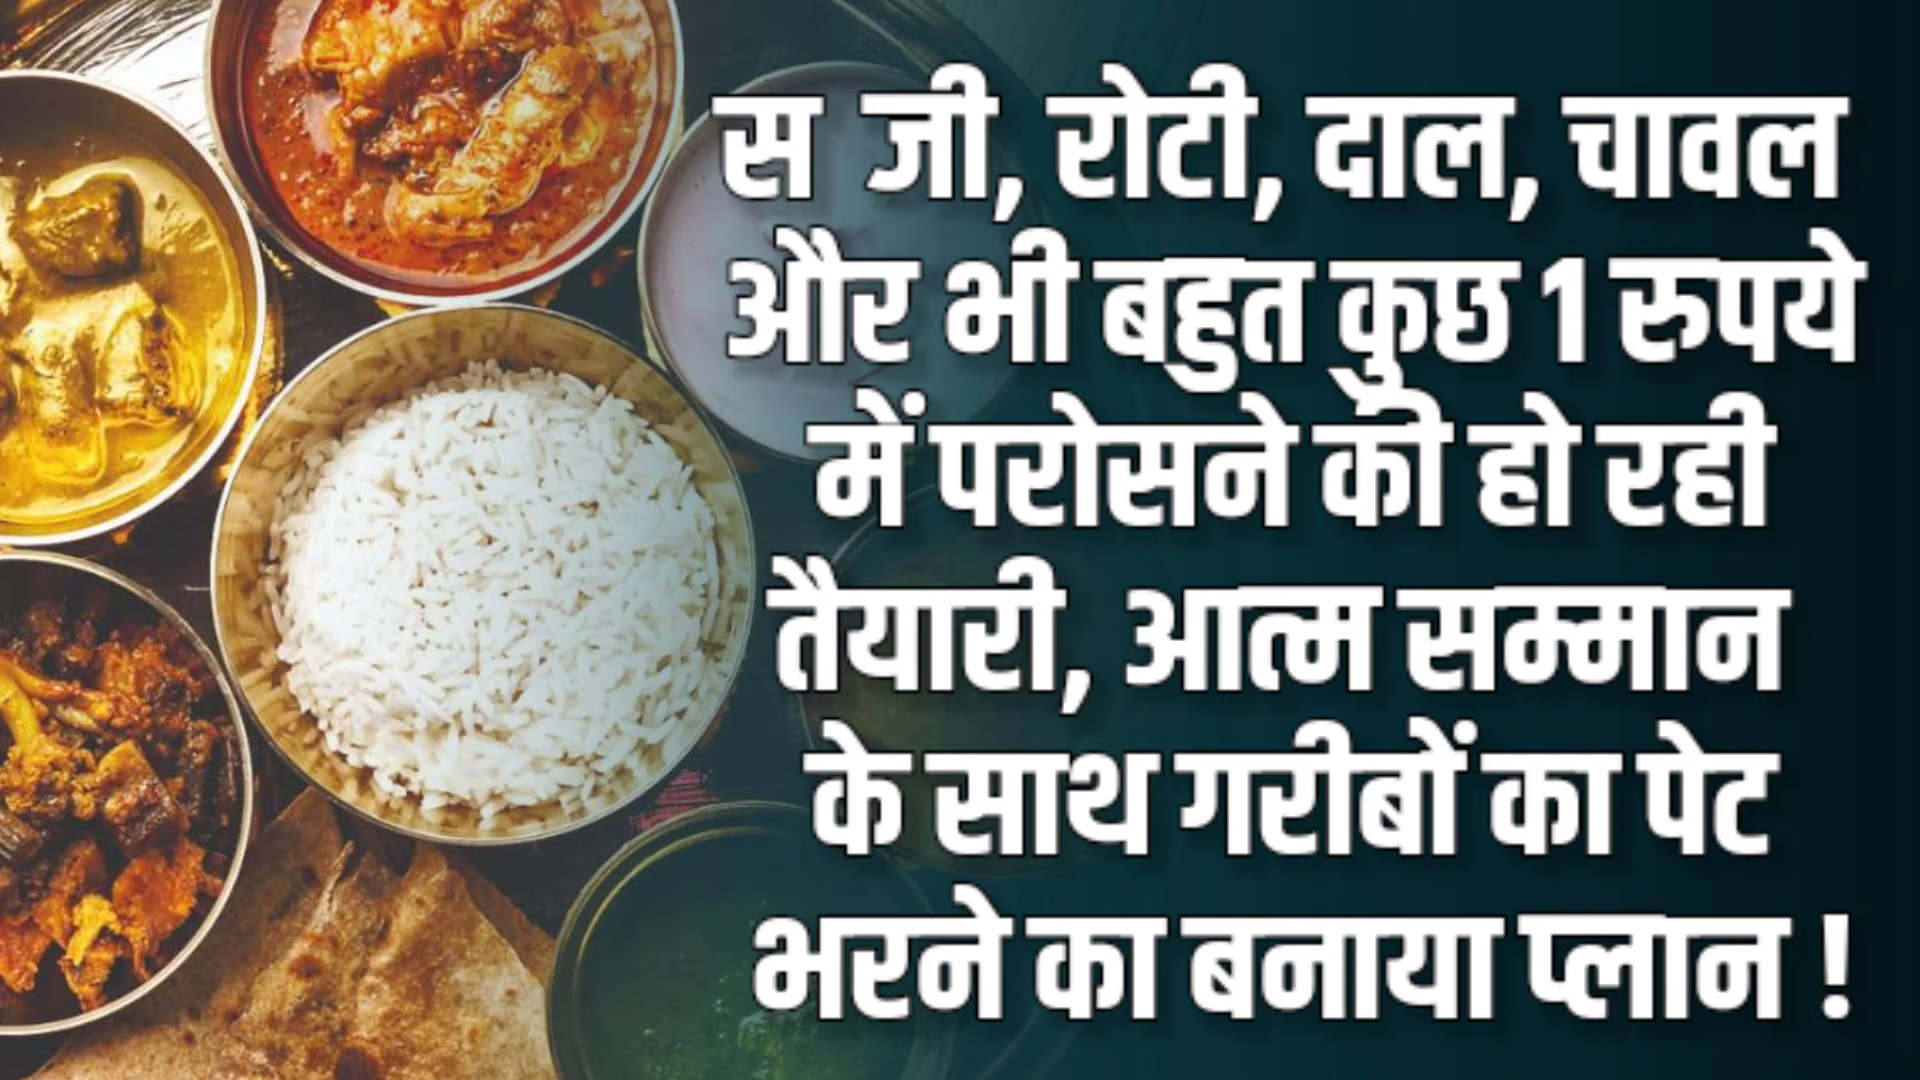 स जी, रोटी, दाल, चावल
और भी बहुत कुछ 1 रुपये
में परोसने की हो रही
तैयारी, आत्म सम्मान
के साथ गरीबों का पेट
भरने का बनाया प्लान !